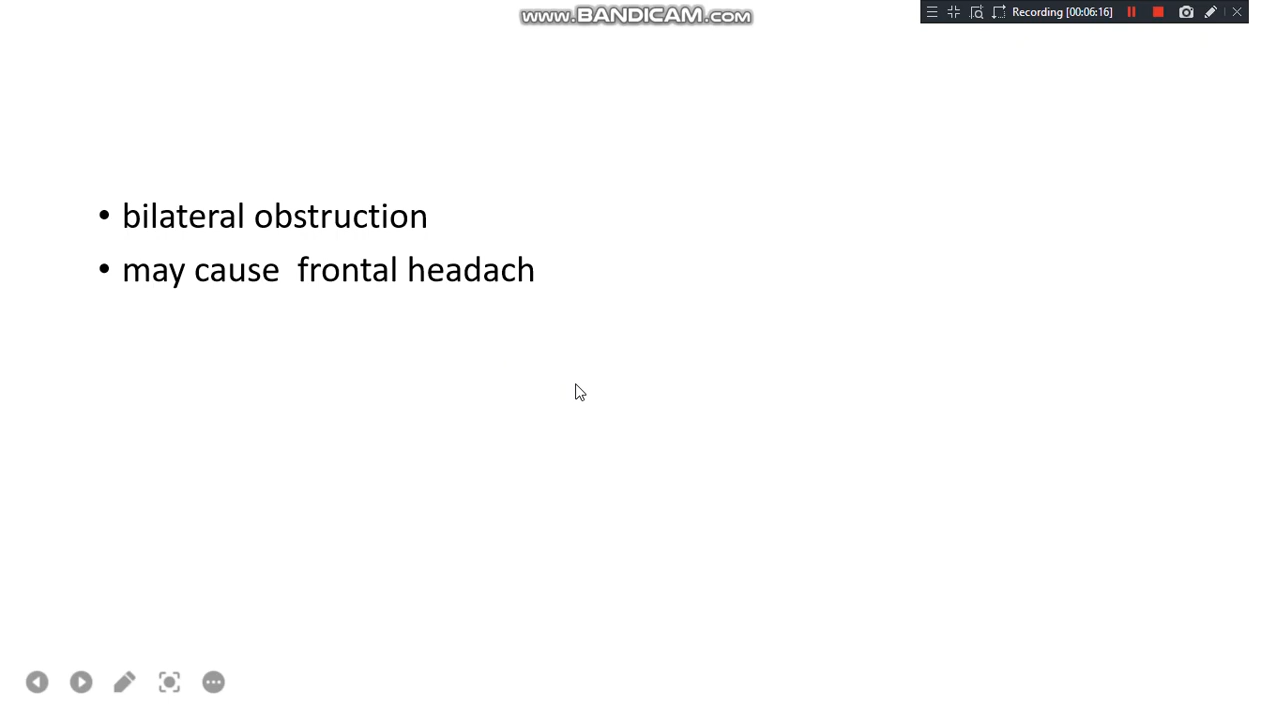 www.BANDICAM.com
Recording [00:06:16]
• bilateral obstruction
• may cause  frontal headach